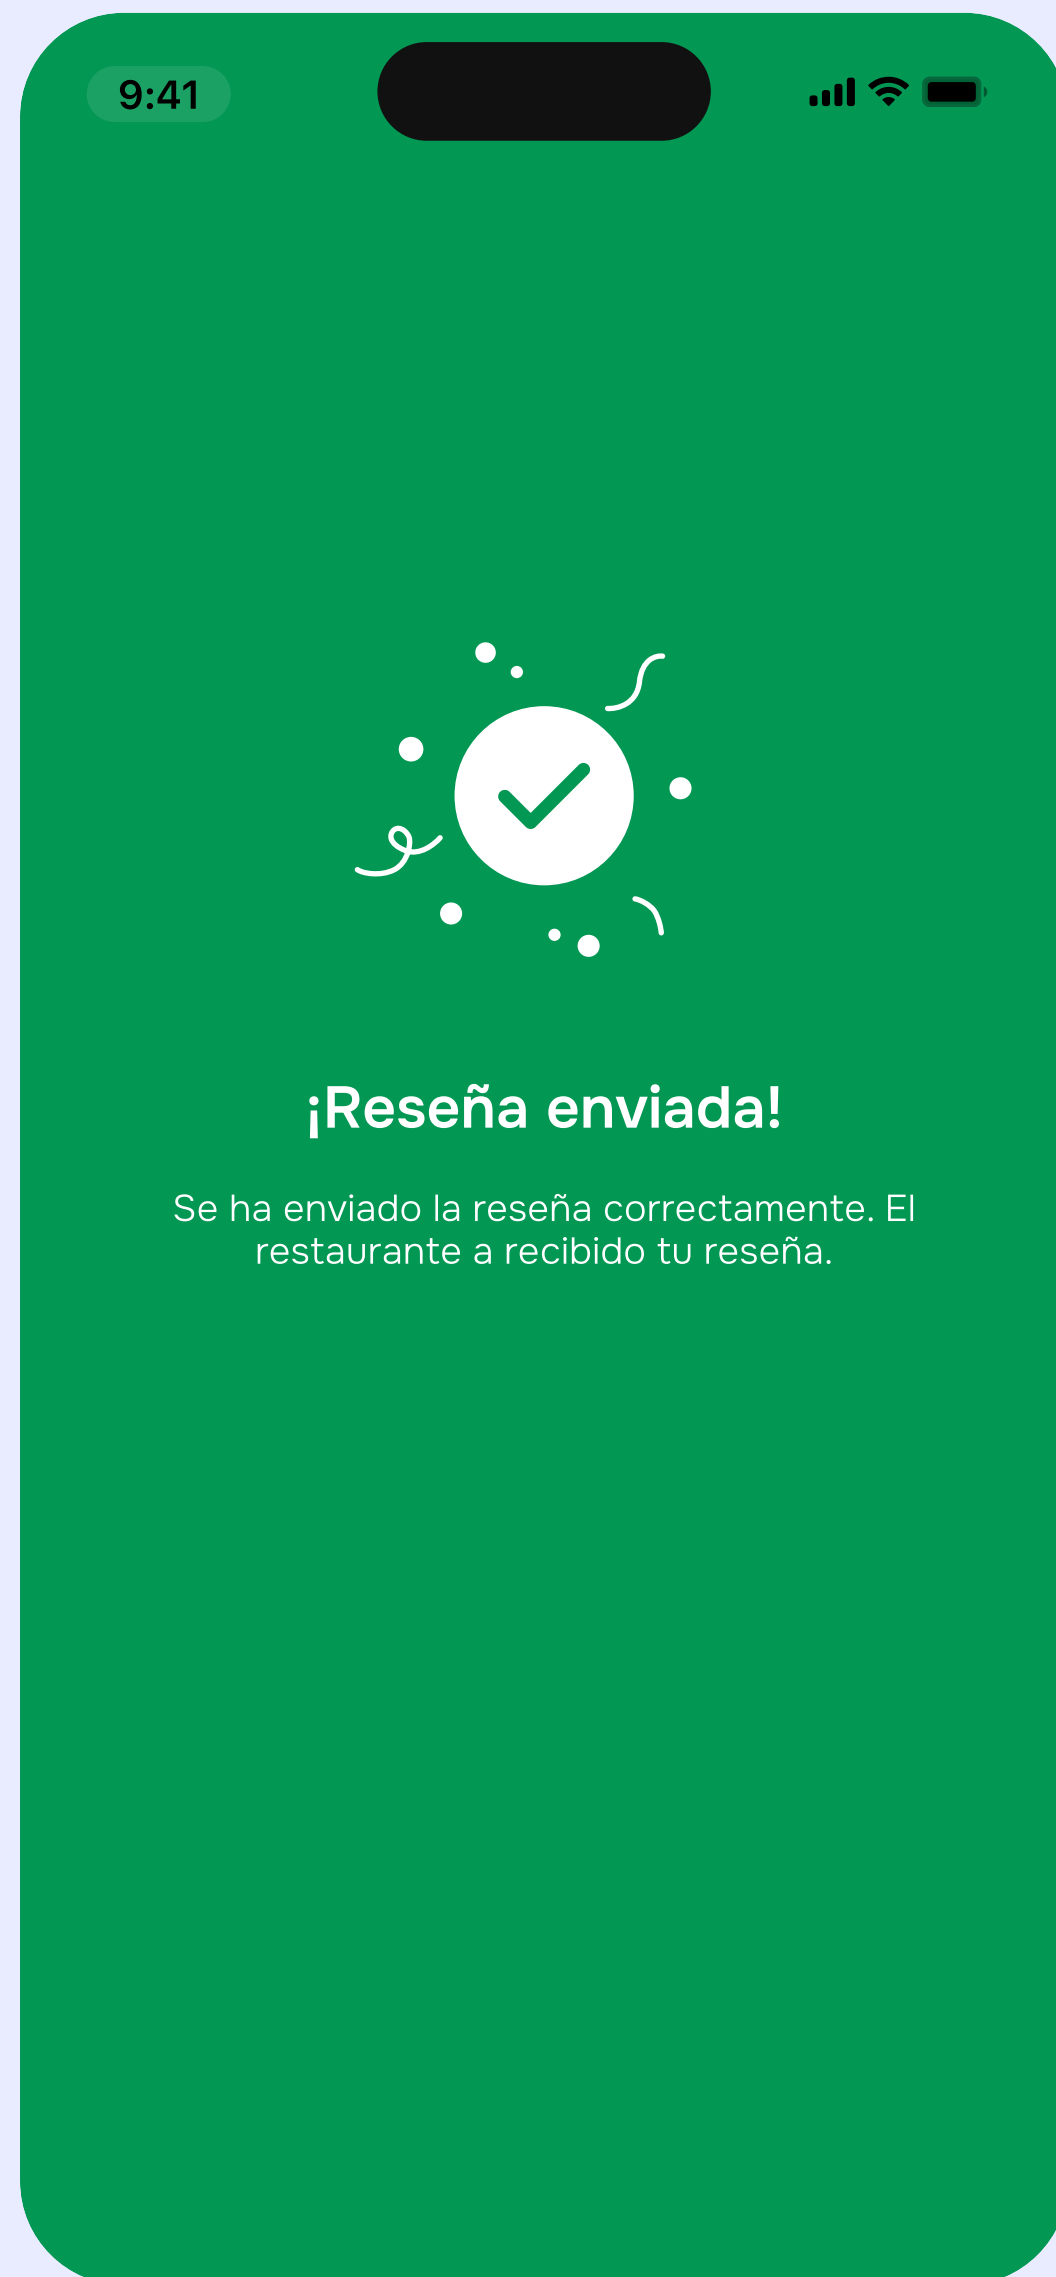 9:41
¡Reseña enviada!
Se ha enviado la reseña correctamente. El
restaurante a recibido tu reseña.